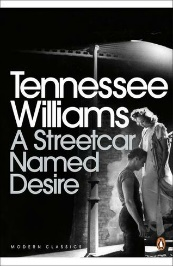 Tennessee
Williams
A Streetcar
Named
Desire
MODERN CLASSICS